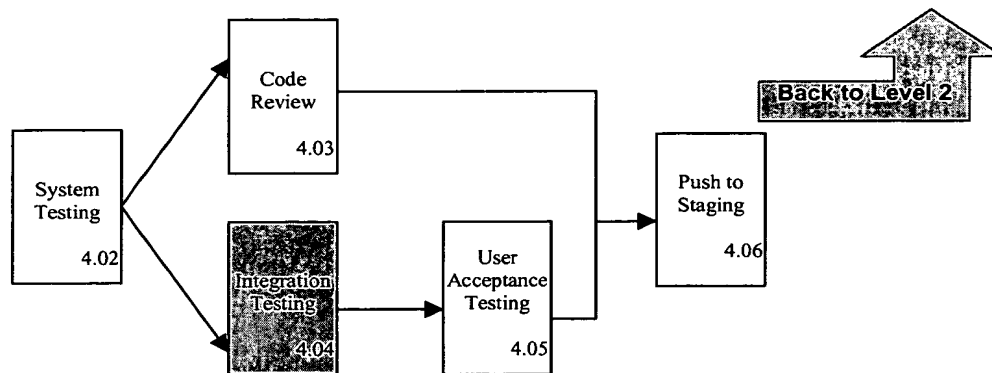 Code
Review
4.03
Back to Level 2
System
Testing
4.02
Push to
Staging
4.06
Integration
Testing
4.04
User
Acceptance
Testing
4.05